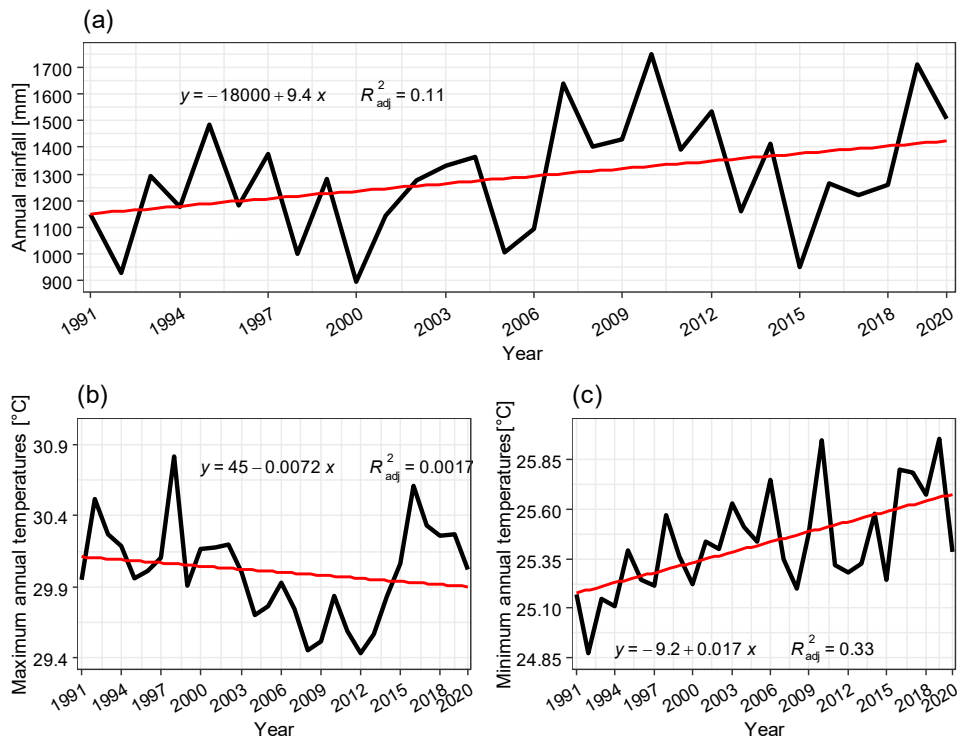 (a)
Annual rainfall [mm]
1700
1600
1500
1400
1300
1200
1100
1000
900
y = −18000 + 9.4 x R²adj = 0.11
1991 1994 1997 2000 2003 2006 2009 2012 2015 2018 2020
Year
(b)
Maximum annual temperatures [°C]
30.9
30.4
29.9
29.4
y = 45 − 0.0072 x R²adj = 0.0017
1991 1994 1997 2000 2003 2006 2009 2012 2015 2018 2020
Year
(c)
Minimum annual temperatures [°C]
25.85
25.60
25.35
25.10
24.85
y = −9.2 + 0.017 x R²adj = 0.33
1991 1994 1997 2000 2003 2006 2009 2012 2015 2018 2020
Year